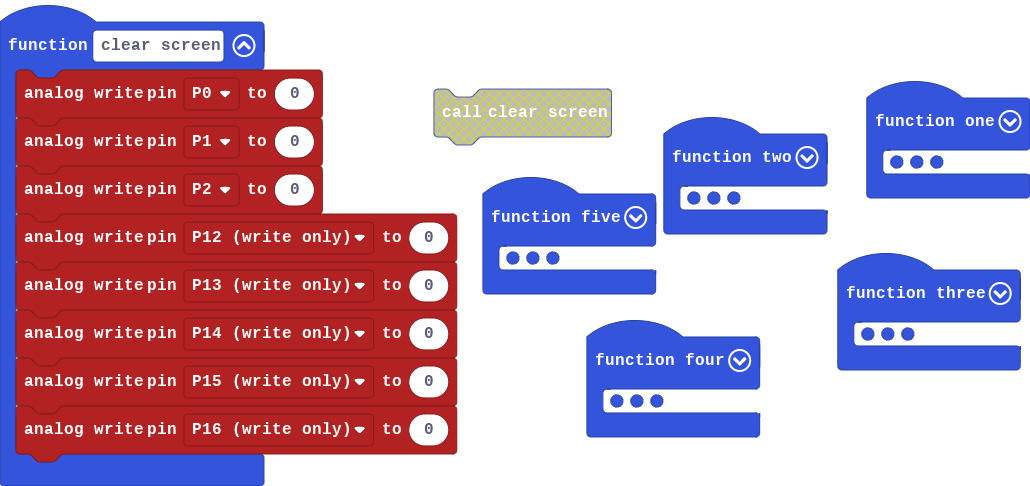 function clear screen
analog write pin P0 to 0
analog write pin P1 to 0
analog write pin P2 to 0
analog write pin P12 (write only) to 0
analog write pin P13 (write only) to 0
analog write pin P14 (write only) to 0
analog write pin P15 (write only) to 0
analog write pin P16 (write only) to 0
call clear screen
function one
function two
function five
function three
function four